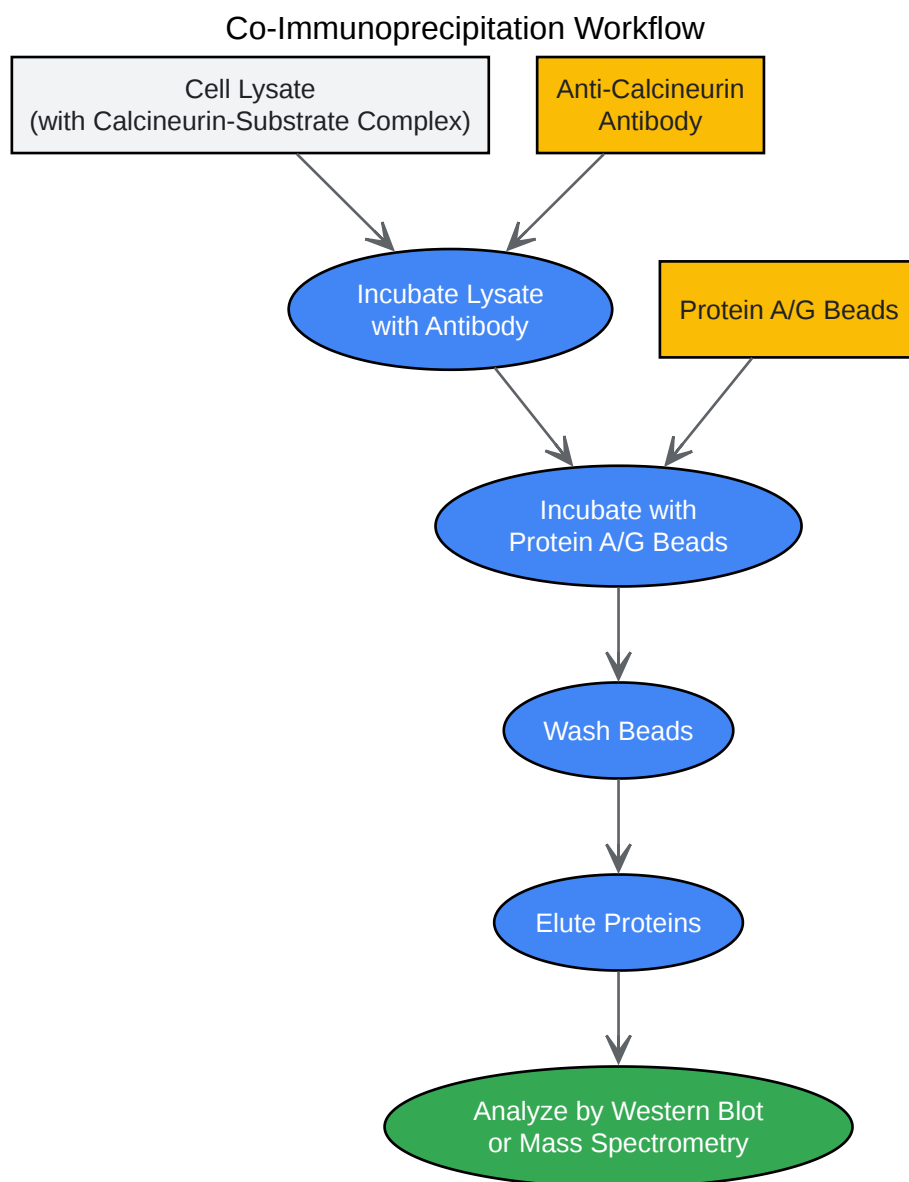 Co-Immunoprecipitation Workflow
Cell Lysate
(with Calcineurin-Substrate Complex)
Anti-Calcineurin
Antibody
Incubate Lysate
with Antibody
Protein A/G Beads
Incubate with
Protein A/G Beads
Wash Beads
Elute Proteins
Analyze by Western Blot
or Mass Spectrometry